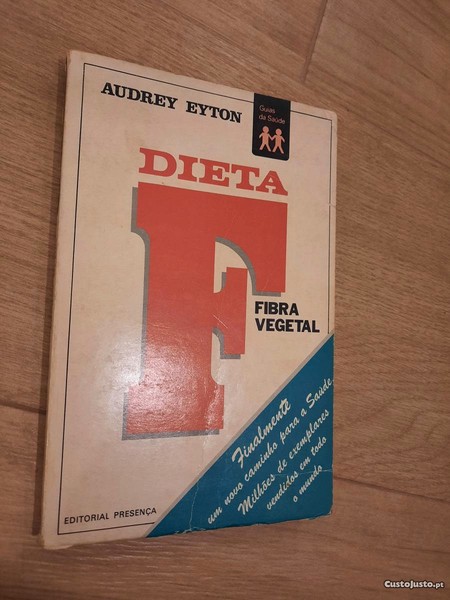 AUDREY EYTON
Guias
da Saúde
DIETA
F
FIBRA
VEGETAL
Finalmente
um novo caminho para a Saúde
Milhões de exemplares
vendidos em todo
o mundo
EDITORIAL PRESENÇA
CustoJusto.pt